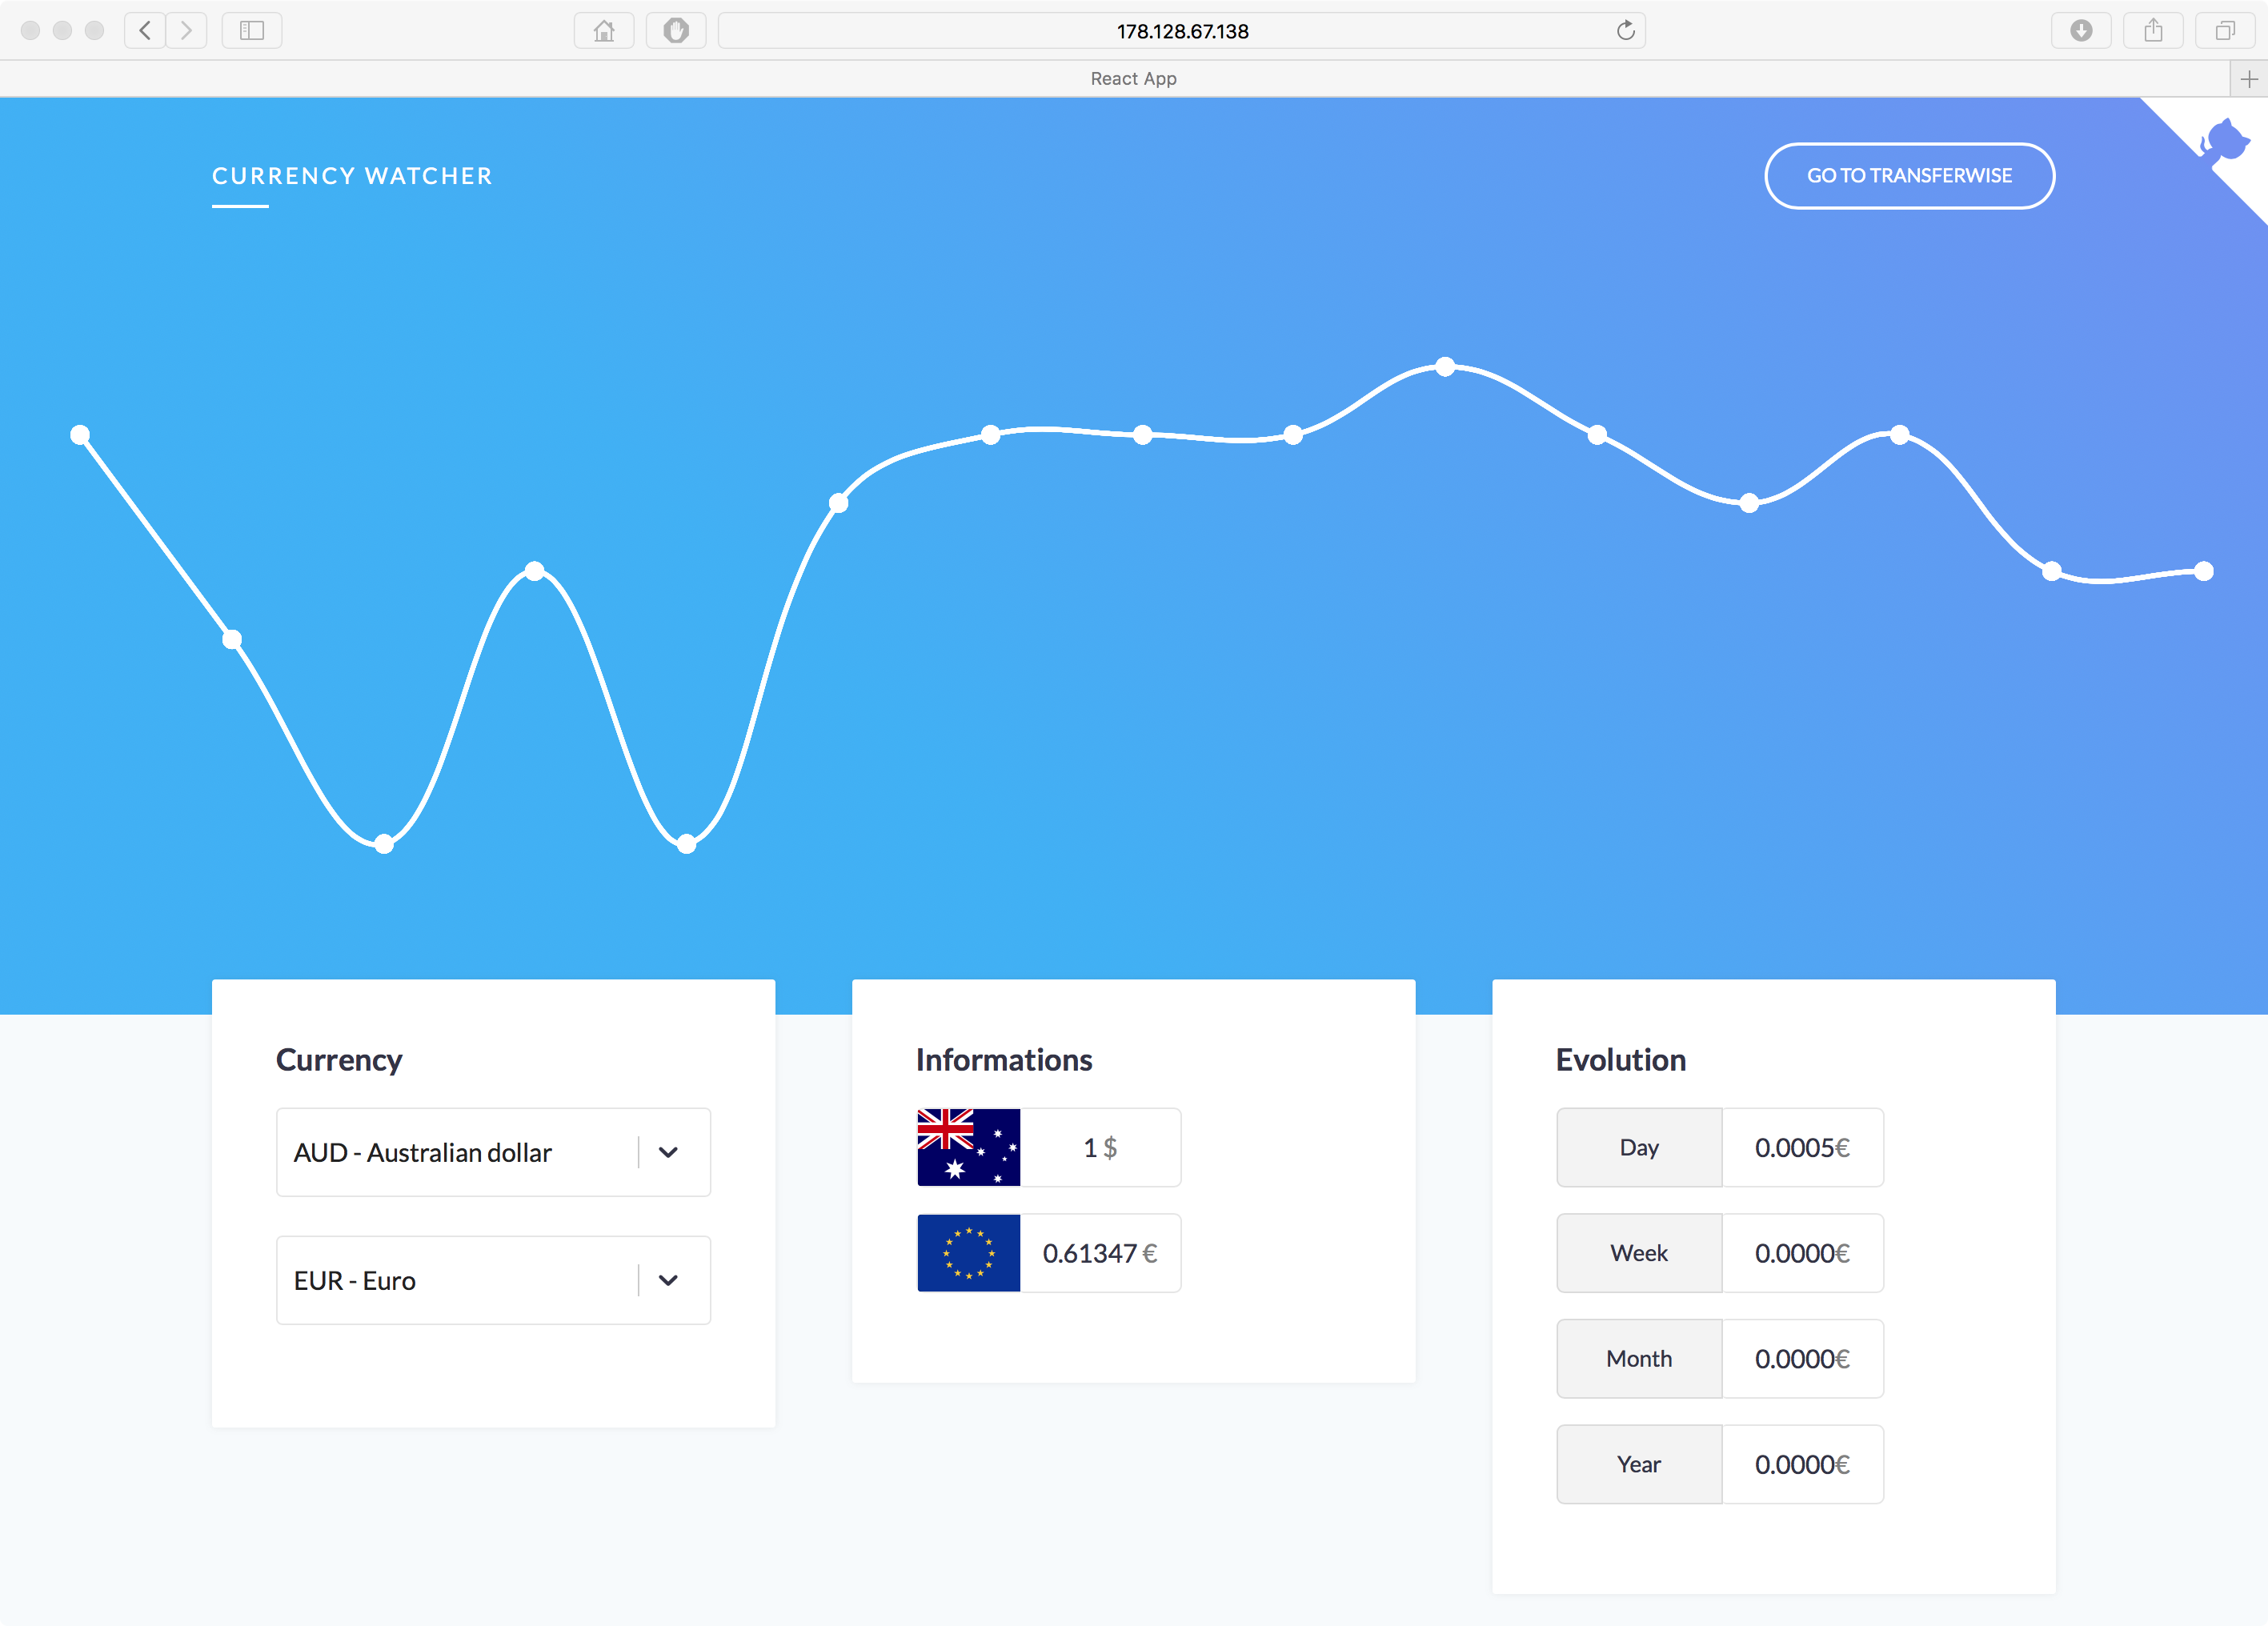 178.128.67.138
React App
CURRENCY WATCHER
GO TO TRANSFERWISE
Currency
AUD - Australian dollar
EUR - Euro
Informations
1 $
0.61347 €
Evolution
Day 0.0005€
Week 0.0000€
Month 0.0000€
Year 0.0000€